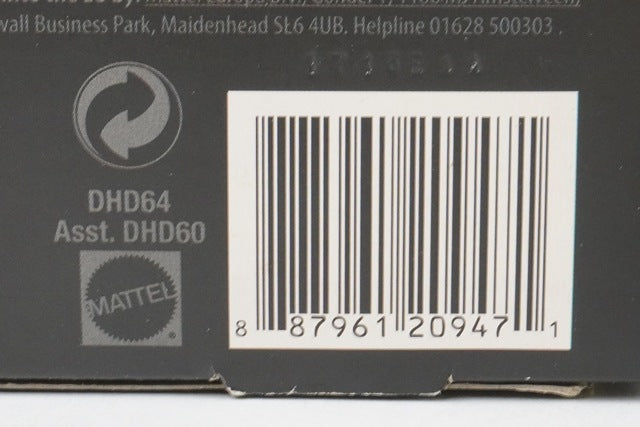 wall Business Park, Maidenhead SL6 4UB. Helpline 01628 500303 .
DHD64
Asst. DHD60
MATTEL
8 87961 20947 1